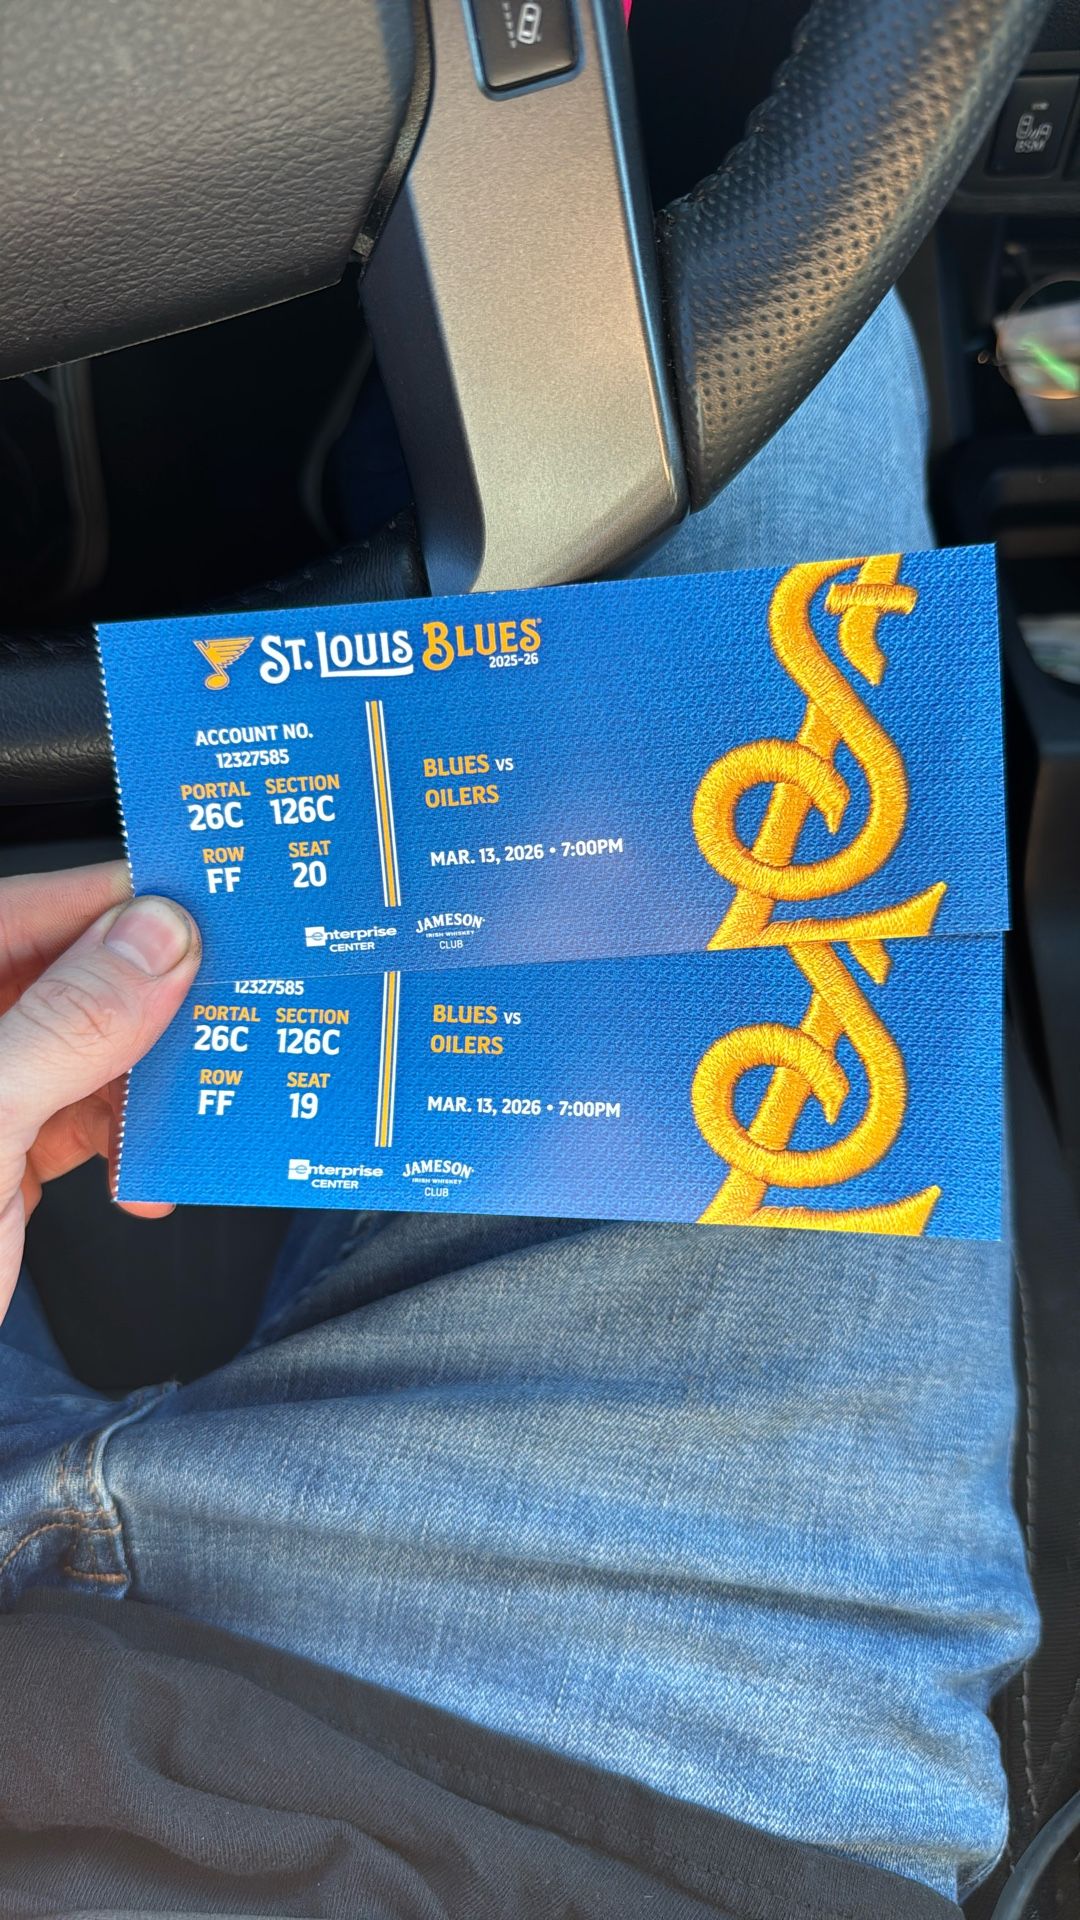 BSM
ST. LOUIS BLUES
2025-26
ACCOUNT NO.
12327585
PORTAL SECTION
26C 126C
ROW SEAT
FF 20
BLUES VS
OILERS
MAR. 13, 2026 • 7:00PM
enterprise
CENTER
JAMESON
IRISH WHISKEY
CLUB
STL
12327585
PORTAL SECTION
26C 126C
ROW SEAT
FF 19
BLUES VS
OILERS
MAR. 13, 2026 • 7:00PM
enterprise
CENTER
JAMESON
IRISH WHISKEY
CLUB